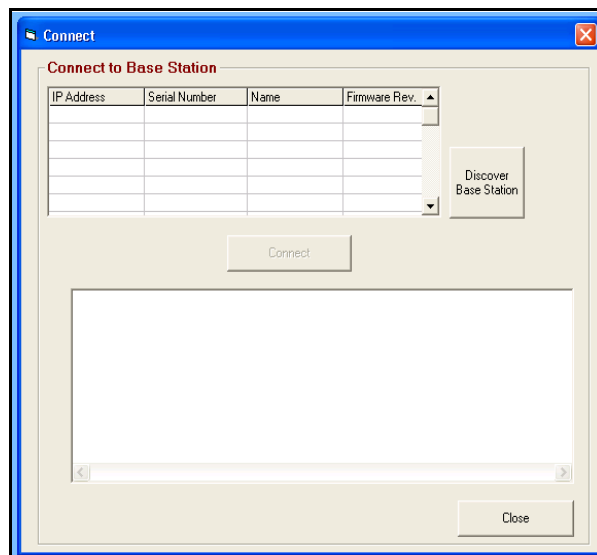 Connect
Connect to Base Station
IP Address Serial Number Name Firmware Rev.
Discover
Base Station
Connect
Close